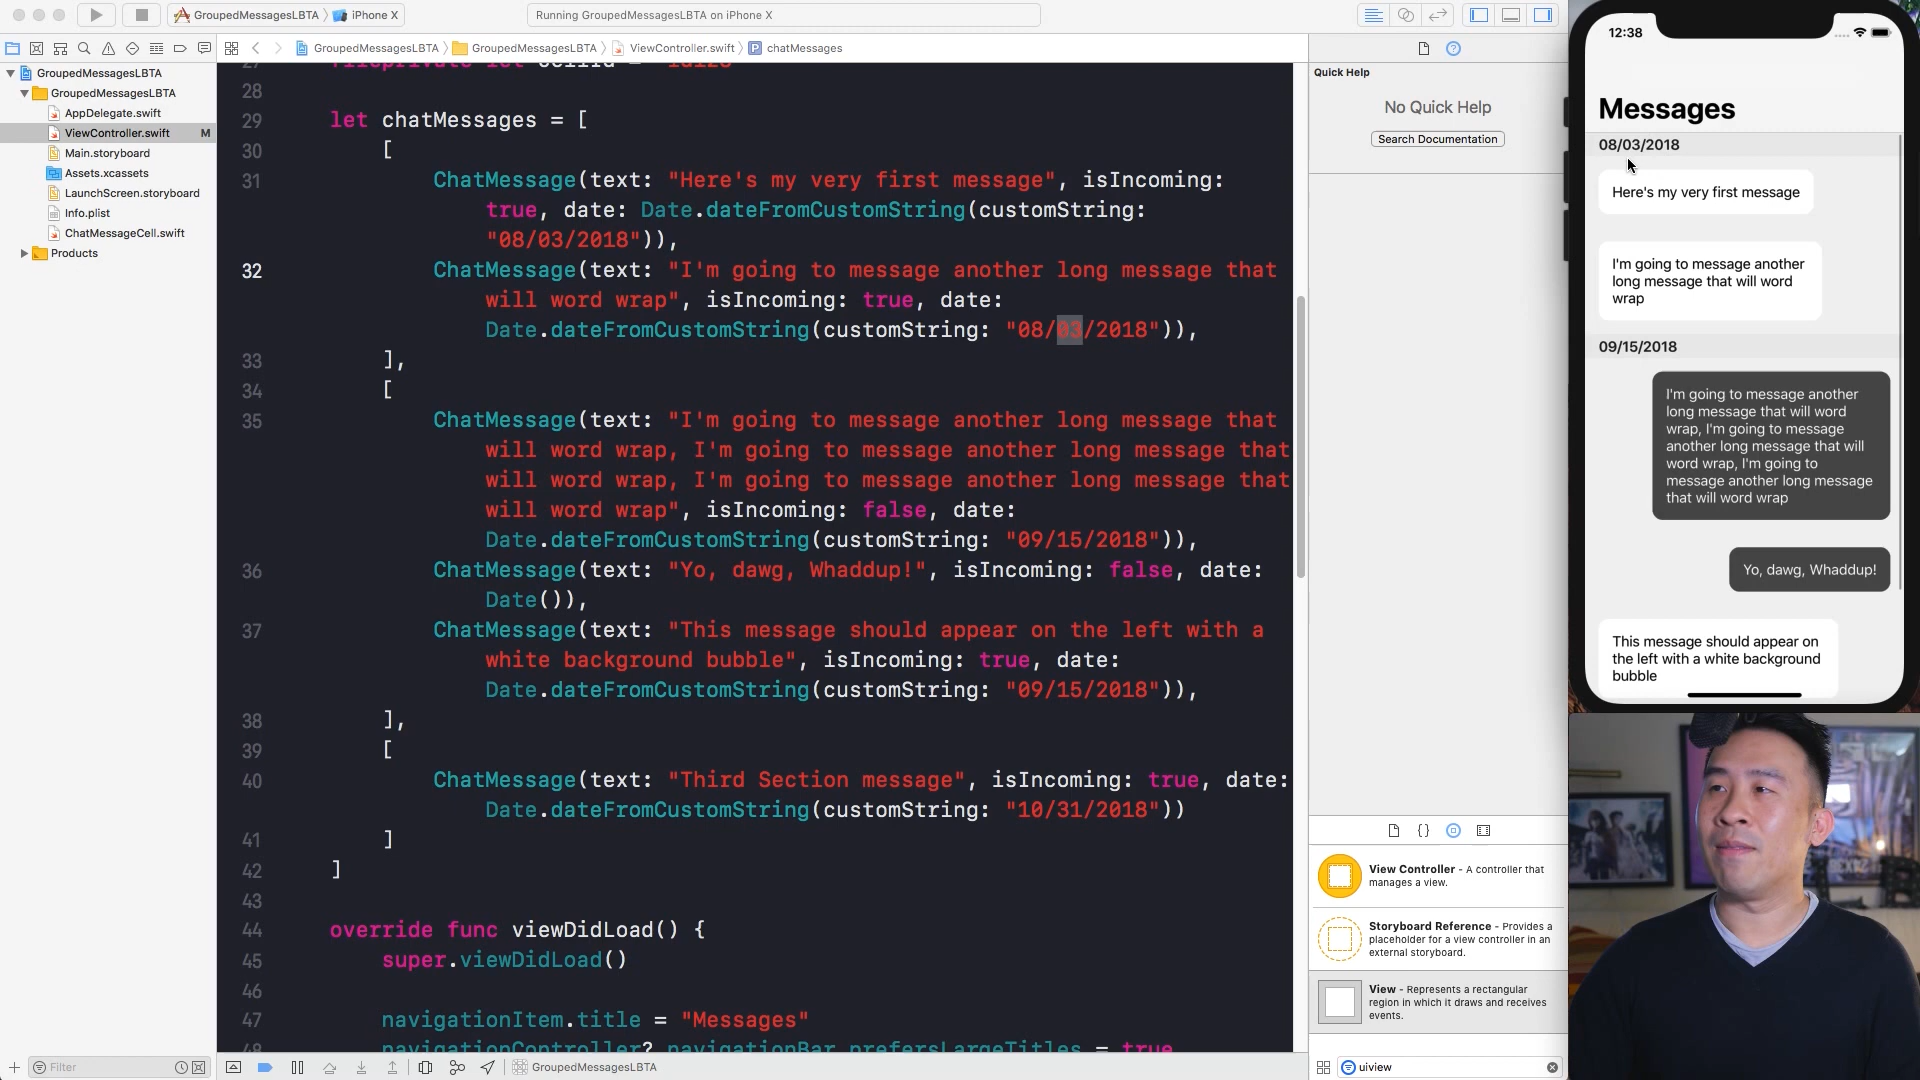 GroupedMessagesLBTA
iPhone X
Running GroupedMessagesLBTA on iPhone X
GroupedMessagesLBTA
GroupedMessagesLBTA
ViewController.swift
chatMessages
GroupedMessagesLBTA
GroupedMessagesLBTA
AppDelegate.swift
ViewController.swift M
Main.storyboard
Assets.xcassets
LaunchScreen.storyboard
Info.plist
ChatMessageCell.swift
Products
Filter
28
29 let chatMessages = [
30 [
31 ChatMessage(text: "Here's my very first message", isIncoming:
true, date: Date.dateFromCustomString(customString:
"08/03/2018")),
32 ChatMessage(text: "I'm going to message another long message that
will word wrap", isIncoming: true, date:
Date.dateFromCustomString(customString: "08/03/2018")),
33 ],
34 [
35 ChatMessage(text: "I'm going to message another long message that
will word wrap, I'm going to message another long message that
will word wrap, I'm going to message another long message that
will word wrap", isIncoming: false, date:
Date.dateFromCustomString(customString: "09/15/2018")),
36 ChatMessage(text: "Yo, dawg, Whaddup!", isIncoming: false, date:
Date()),
37 ChatMessage(text: "This message should appear on the left with a
white background bubble", isIncoming: true, date:
Date.dateFromCustomString(customString: "09/15/2018")),
38 ],
39 [
40 ChatMessage(text: "Third Section message", isIncoming: true, date:
Date.dateFromCustomString(customString: "10/31/2018"))
41 ]
42 ]
43
44 override func viewDidLoad() {
45 super.viewDidLoad()
46
47 navigationItem.title = "Messages"
48 navigationController?.navigationBar.prefersLargeTitles = true
GroupedMessagesLBTA
Quick Help
No Quick Help
Search Documentation
View Controller - A controller that
manages a view.
Storyboard Reference - Provides a
placeholder for a view controller in an
external storyboard.
View - Represents a rectangular
region in which it draws and receives
events.
uiview
12:38
Messages
08/03/2018
Here's my very first message
I'm going to message another
long message that will word
wrap
09/15/2018
I'm going to message another
long message that will word
wrap, I'm going to message
another long message that will
word wrap, I'm going to
message another long message
that will word wrap
Yo, dawg, Whaddup!
This message should appear on
the left with a white background
bubble